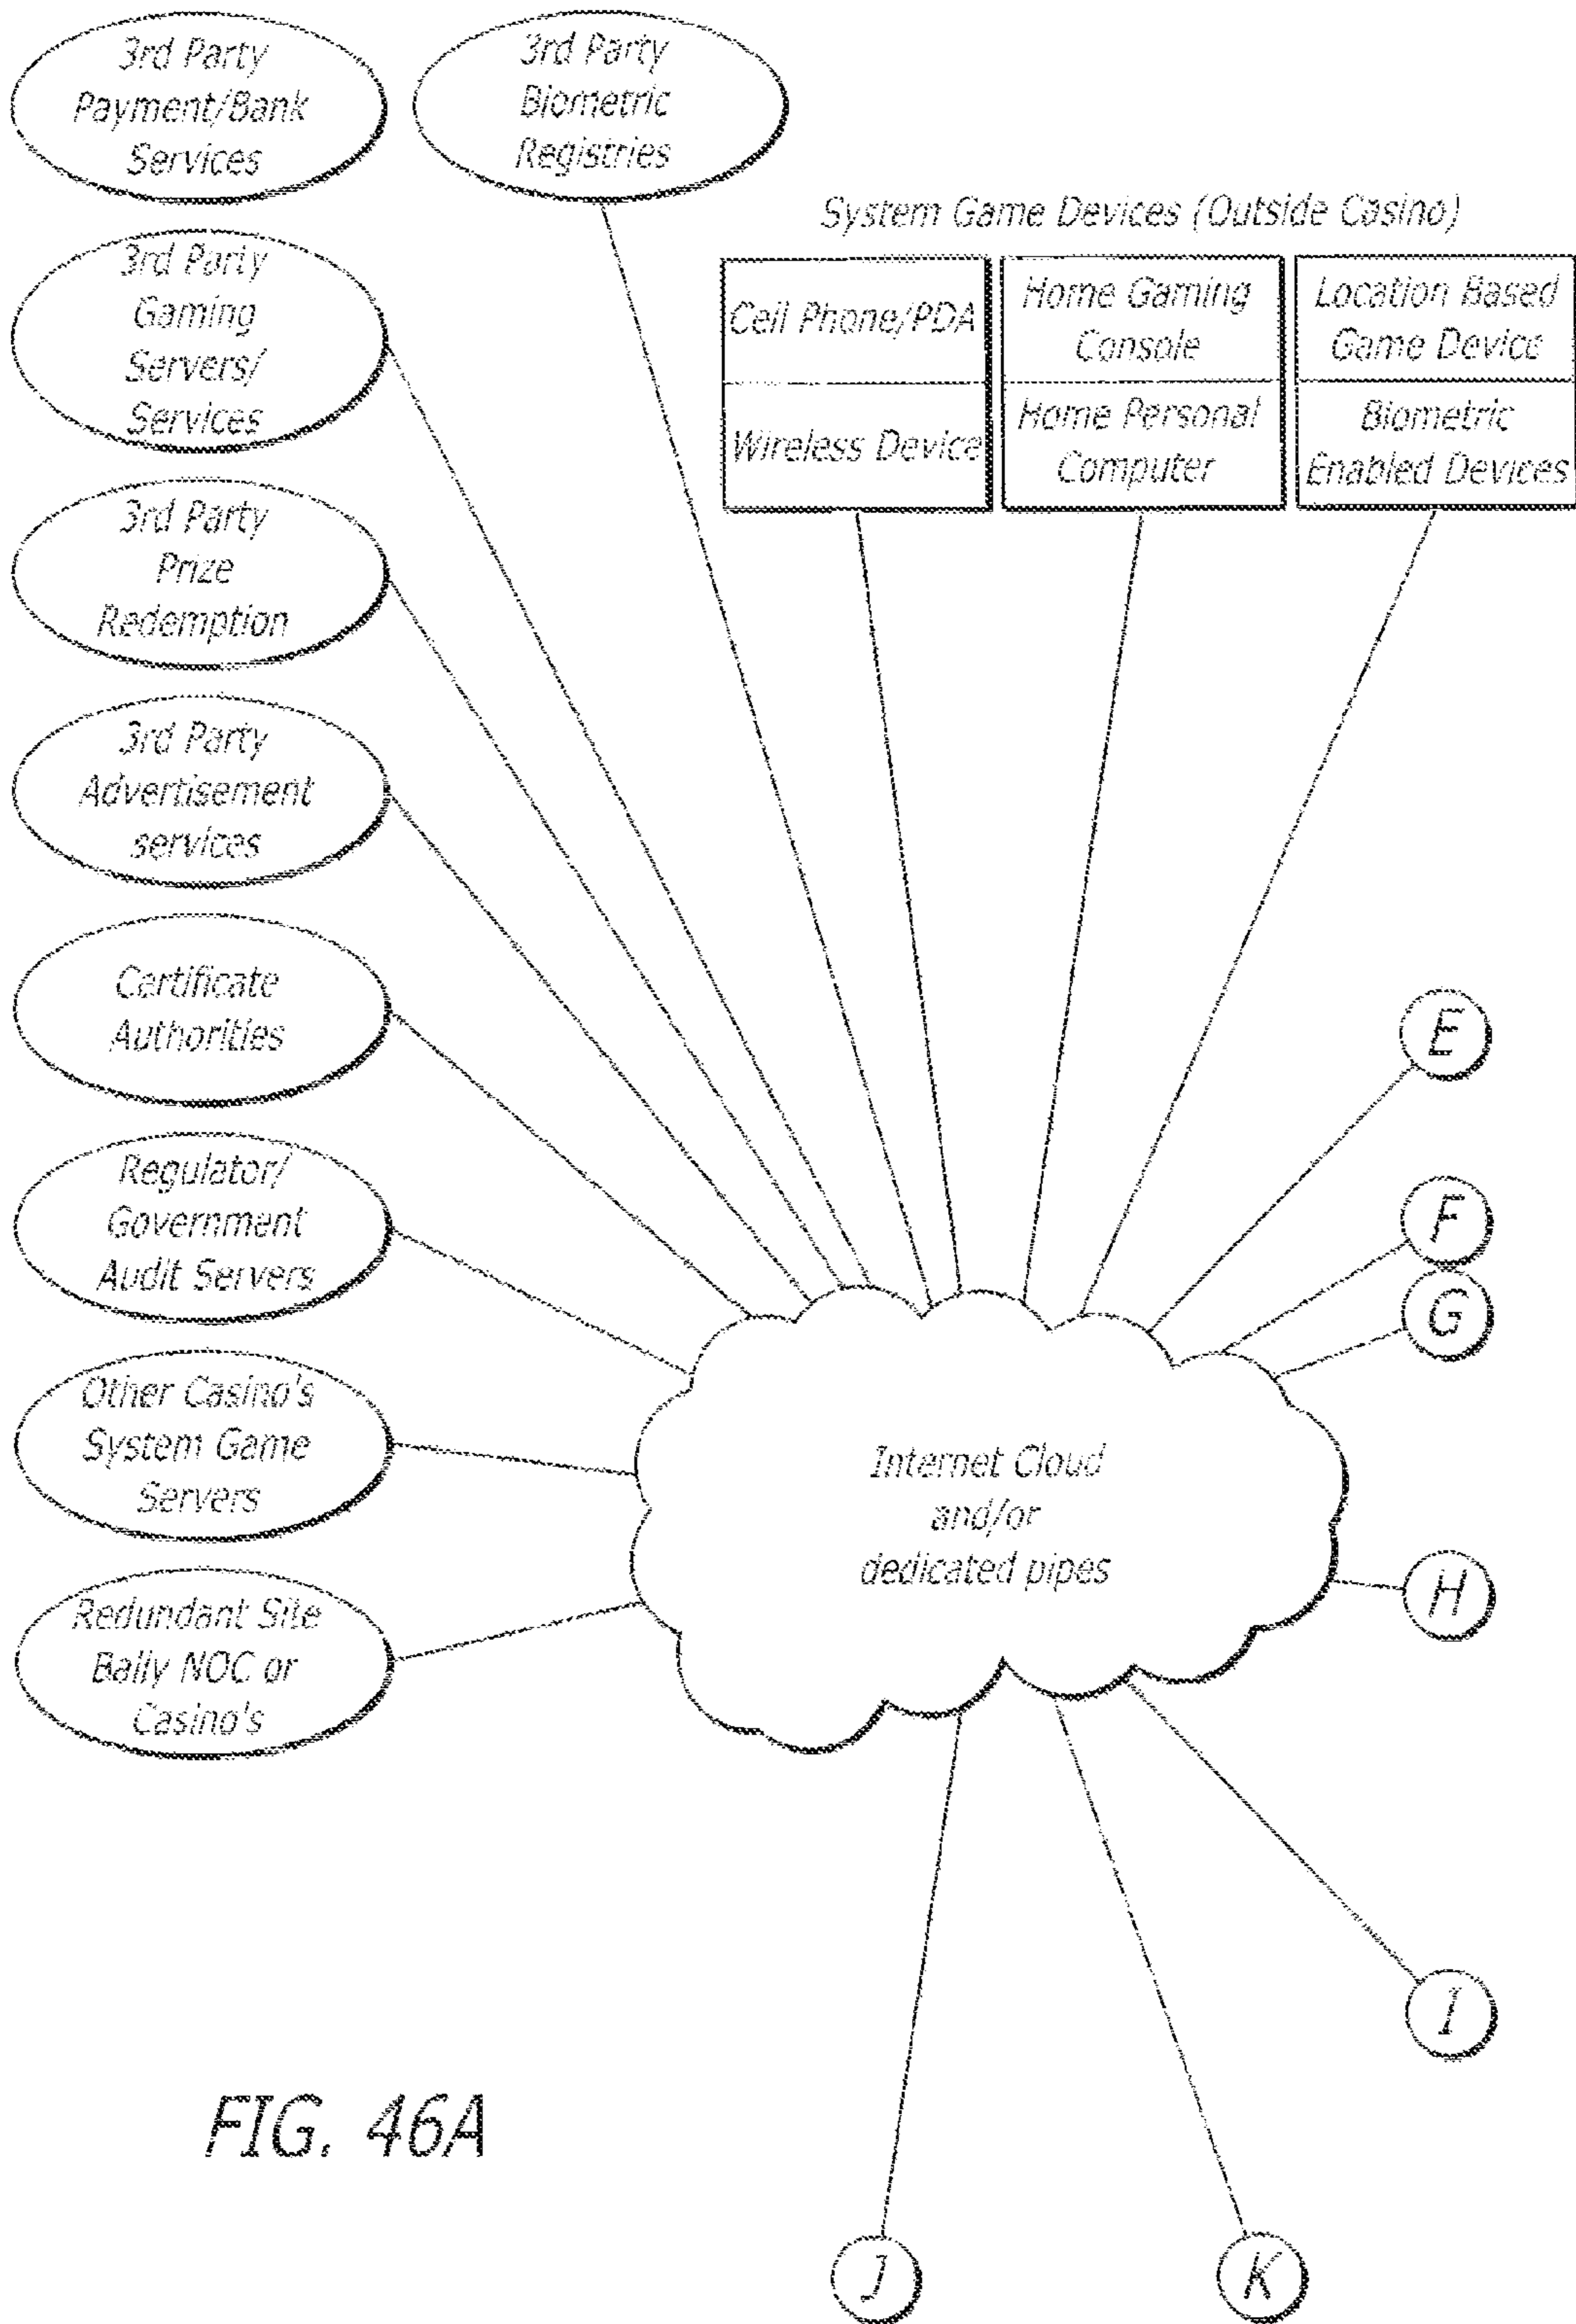 3rd Party
Payment/Bank
Services
3rd Party
Biometric
Registries
System Game Devices (Outside Casino)
3rd Party
Gaming
Servers/
Services
Cell Phone/PDA
Wireless Device
Home Gaming
Console
Home Personal
Computer
Location Based
Game Device
Biometric
Enabled Devices
3rd Party
Prize
Redemption
3rd Party
Advertisement
services
Certificate
Authorities
Regulator/
Government
Audit Servers
Other Casino's
System Game
Servers
Redundant Site
Bally NOC or
Casino's
Internet Cloud
and/or
dedicated pipes
E
F
G
H
I
J
K
FIG. 46A